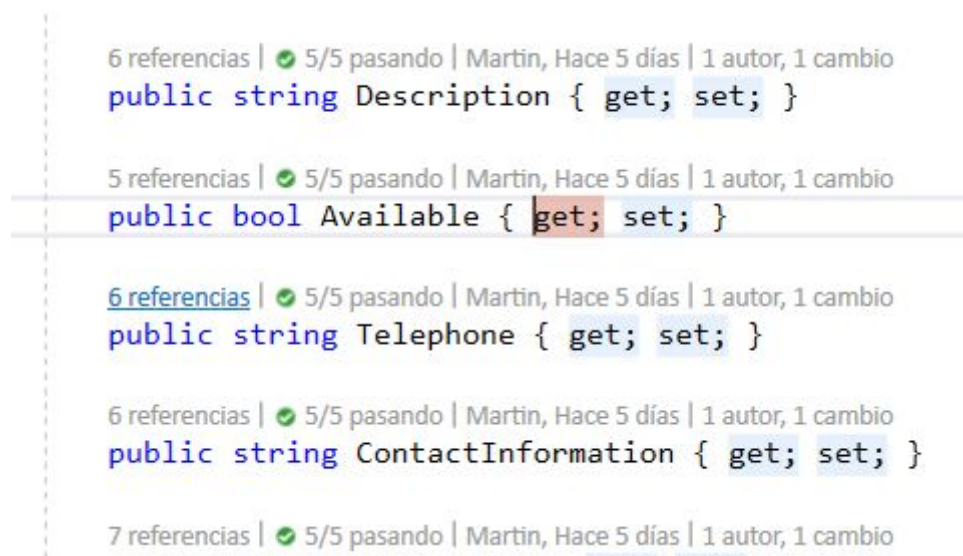 6 referencias | 5/5 pasando | Martin, Hace 5 días | 1 autor, 1 cambio
public string Description { get; set; }
5 referencias | 5/5 pasando | Martin, Hace 5 días | 1 autor, 1 cambio
public bool Available { get; set; }
6 referencias | 5/5 pasando | Martin, Hace 5 días | 1 autor, 1 cambio
public string Telephone { get; set; }
6 referencias | 5/5 pasando | Martin, Hace 5 días | 1 autor, 1 cambio
public string ContactInformation { get; set; }
7 referencias | 5/5 pasando | Martin, Hace 5 días | 1 autor, 1 cambio